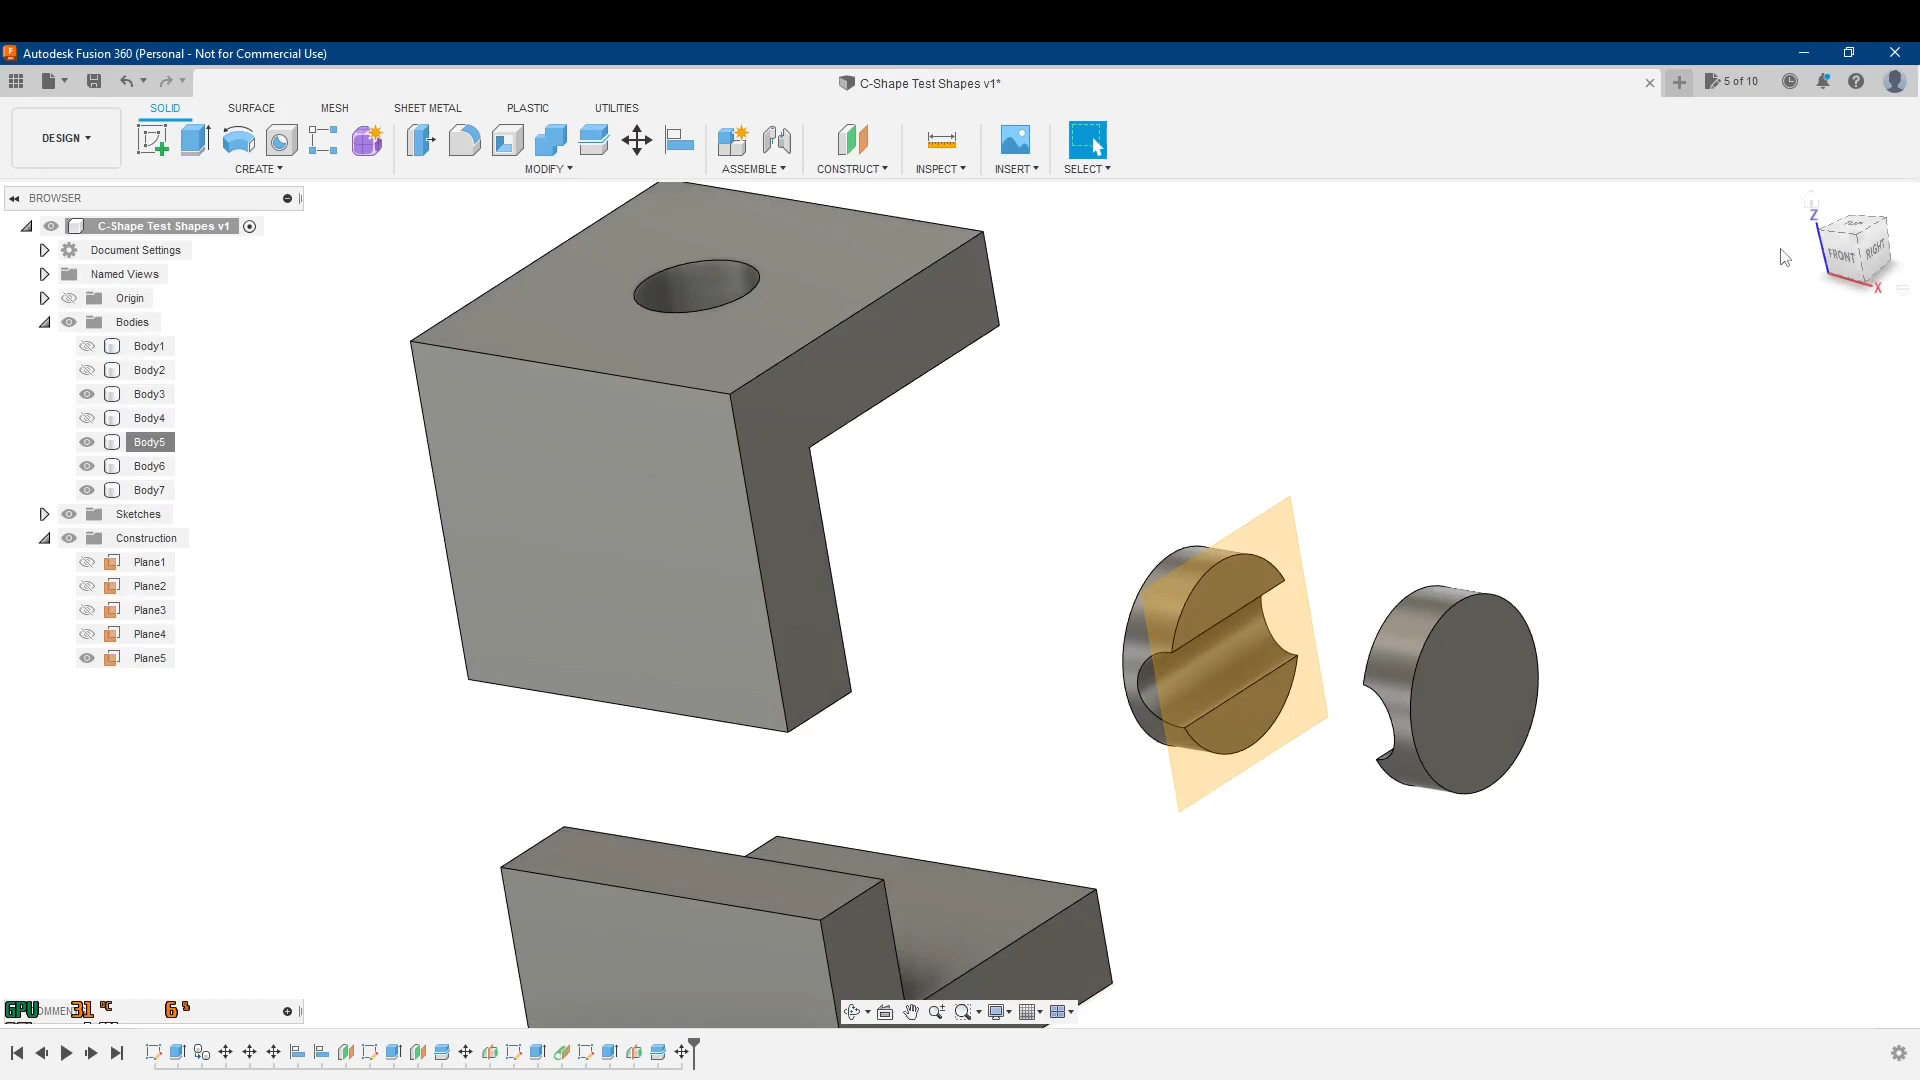 Autodesk Fusion 360 (Personal - Not for Commercial Use)
C-Shape Test Shapes v1*
5 of 10
SOLID
SURFACE
MESH
SHEET METAL
PLASTIC
UTILITIES
DESIGN
CREATE
MODIFY
ASSEMBLE
CONSTRUCT
INSPECT
INSERT
SELECT
BROWSER
C-Shape Test Shapes v1
Document Settings
Named Views
Origin
Bodies
Body1
Body2
Body3
Body4
Body5
Body6
Body7
Sketches
Construction
Plane1
Plane2
Plane3
Plane4
Plane5
Z
TOP
FRONT
RIGHT
X
GPU
31 °C
6 %